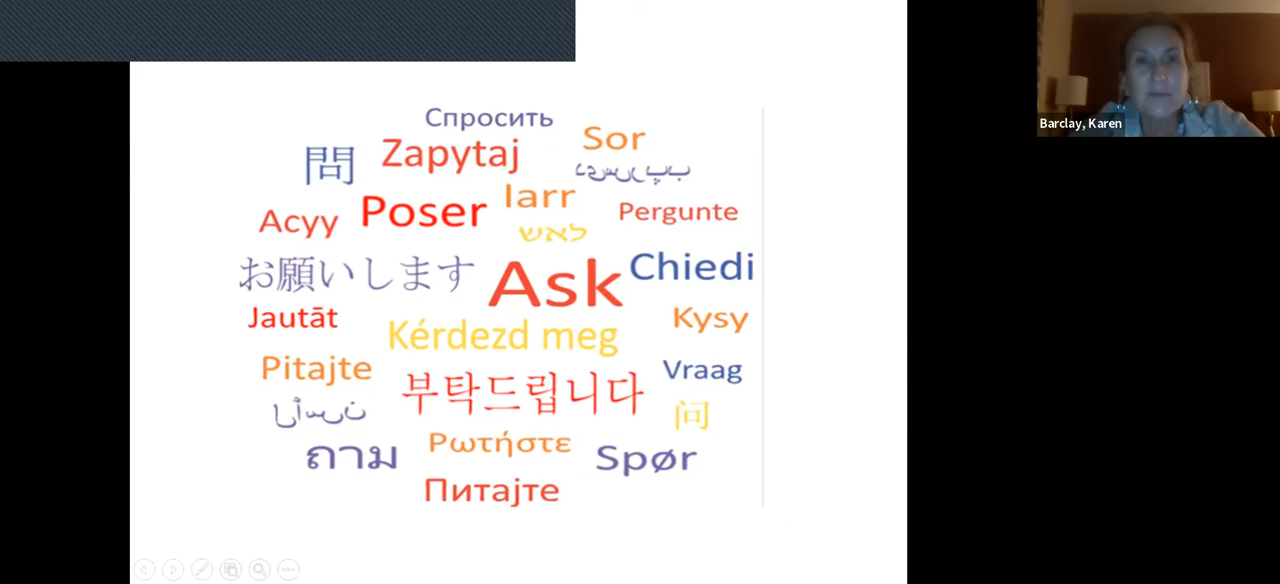 Barclay, Karen
Спросить
Sor
問
Zapytaj
Iarr
Pergunte
Acyy
Poser
לאש
お願いします
Ask
Chiedi
Jautāt
Kérdezd meg
Kysy
Pitajte
부탁드립니다
Vraag
问
ถาม
Ρωτήστε
Spør
Питајте